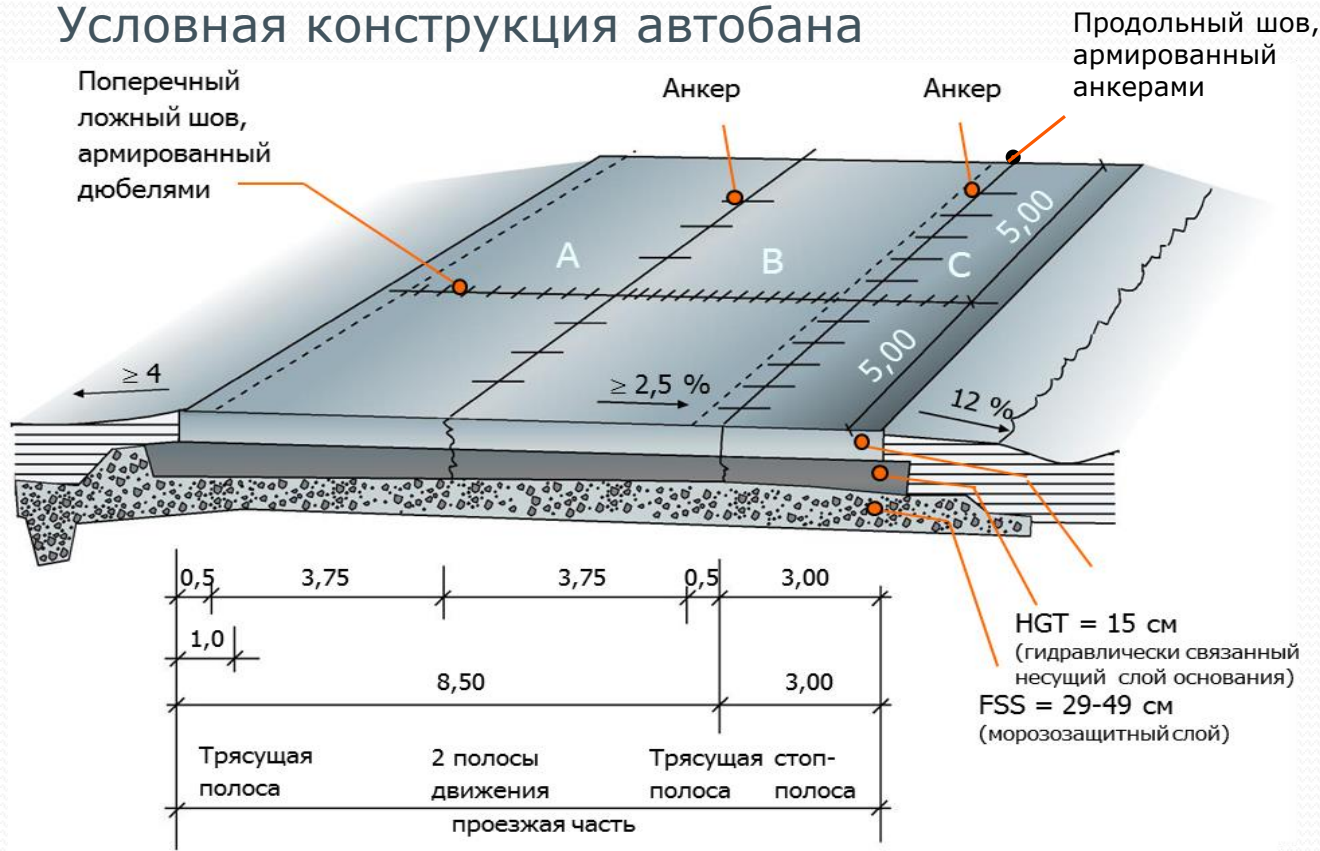 Условная конструкция автобана
Продольный шов,
армированный
анкерами
Поперечный
ложный шов,
армированный
дюбелями
Анкер
Анкер
A
B
C
5,00
5,00
≥ 4
≥ 2,5 %
12 %
0,5
3,75
3,75
0,5
3,00
1,0
8,50
3,00
HGT = 15 см
(гидравлически связанный
несущий слой основания)
FSS = 29-49 см
(морозозащитный слой)
Трясущая
полоса
2 полосы
движения
Трясущая
полоса
стоп-
полоса
проезжая часть